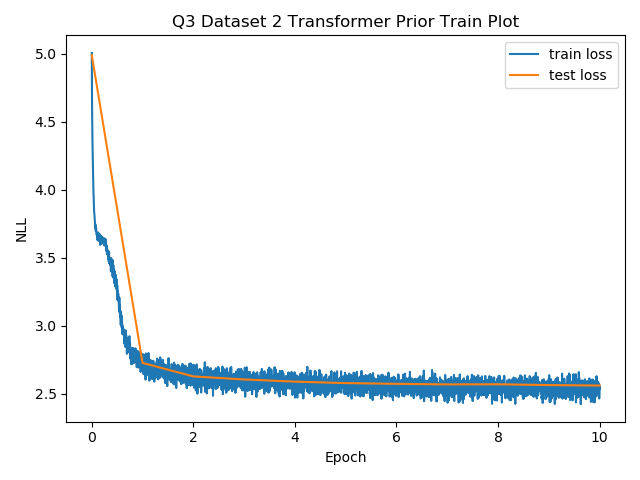 Q3 Dataset 2 Transformer Prior Train Plot
train loss
test loss
NLL
5.0
4.5
4.0
3.5
3.0
2.5
0 2 4 6 8 10
Epoch